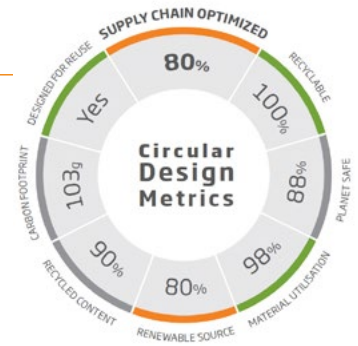 SUPPLY CHAIN OPTIMIZED
80%
RECYCLABLE
100%
PLANET SAFE
88%
MATERIAL UTILISATION
98%
RENEWABLE SOURCE
80%
RECYCLED CONTENT
90%
CARBON FOOTPRINT
103g
DESIGNED FOR REUSE
Yes
Circular
Design
Metrics